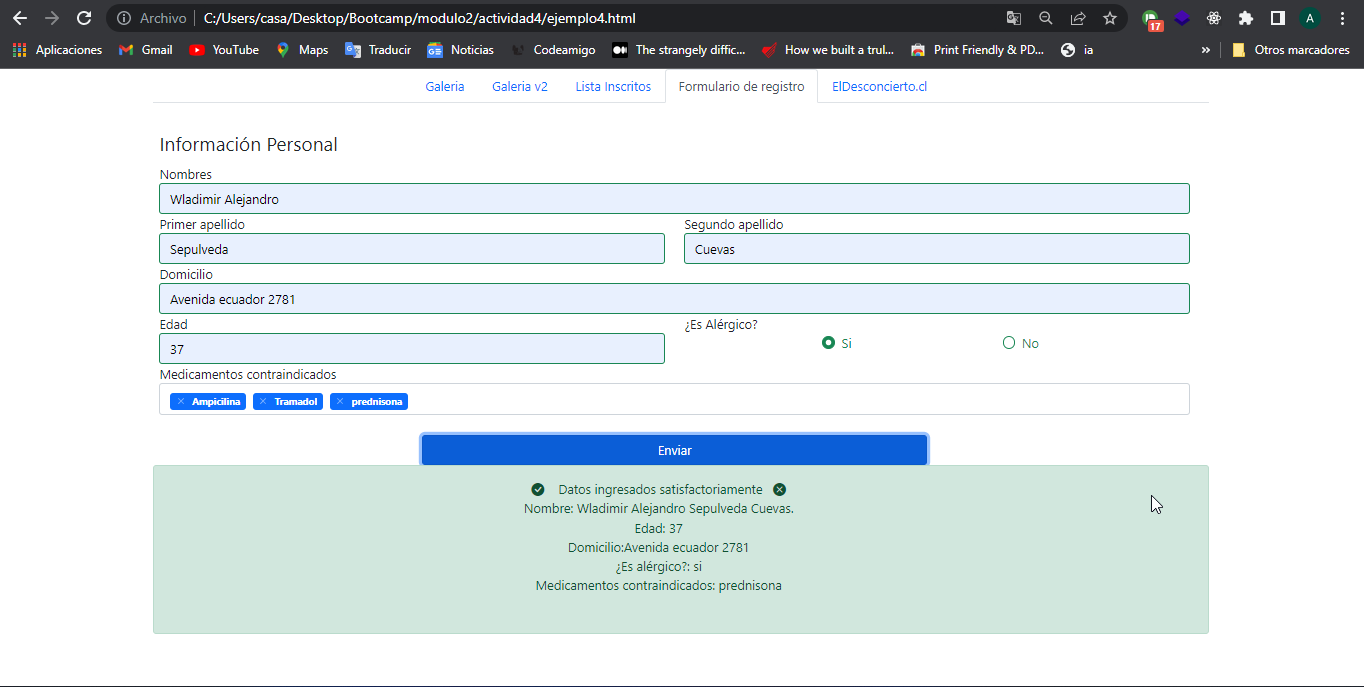 Archivo C:/Users/casa/Desktop/Bootcamp/modulo2/actividad4/ejemplo4.html 17 A
Aplicaciones Gmail YouTube Maps Traducir Noticias Codeamigo The strangely diffic... How we built a trul... Print Friendly & PD... ia » Otros marcadores
Galeria Galeria v2 Lista Inscritos Formulario de registro ElDesconcierto.cl
Información Personal
Nombres
Wladimir Alejandro
Primer apellido Segundo apellido
Sepulveda Cuevas
Domicilio
Avenida ecuador 2781
Edad ¿Es Alérgico?
37 Si No
Medicamentos contraindicados
× Ampicilina × Tramadol × prednisona
Enviar
Datos ingresados satisfactoriamente
Nombre: Wladimir Alejandro Sepulveda Cuevas.
Edad: 37
Domicilio:Avenida ecuador 2781
¿Es alérgico?: si
Medicamentos contraindicados: prednisona